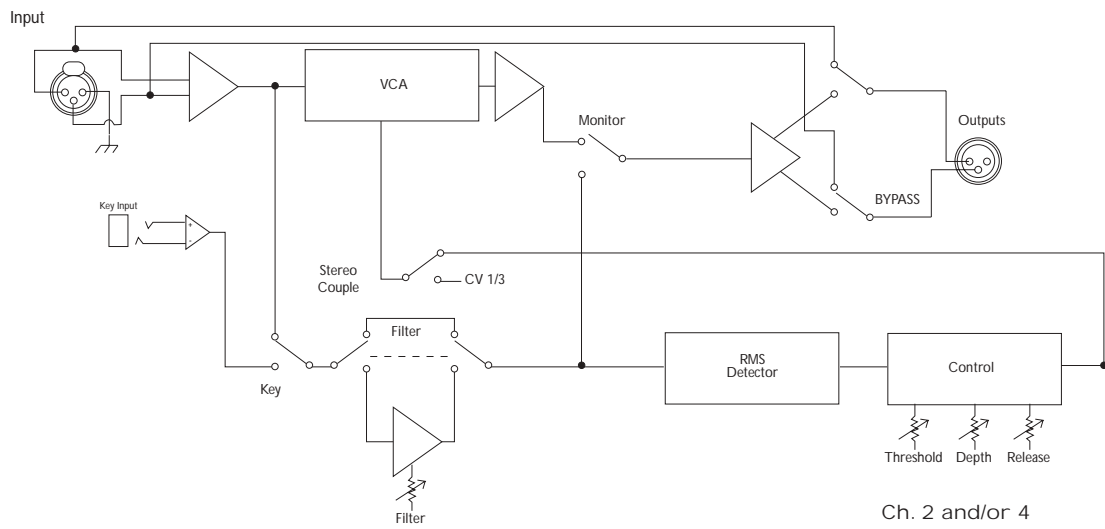 Input
VCA
Monitor
Outputs
BYPASS
Key Input
+
-
Stereo
Couple
CV 1/3
Filter
Key
RMS
Detector
Control
Threshold
Depth
Release
Filter
Ch. 2 and/or 4